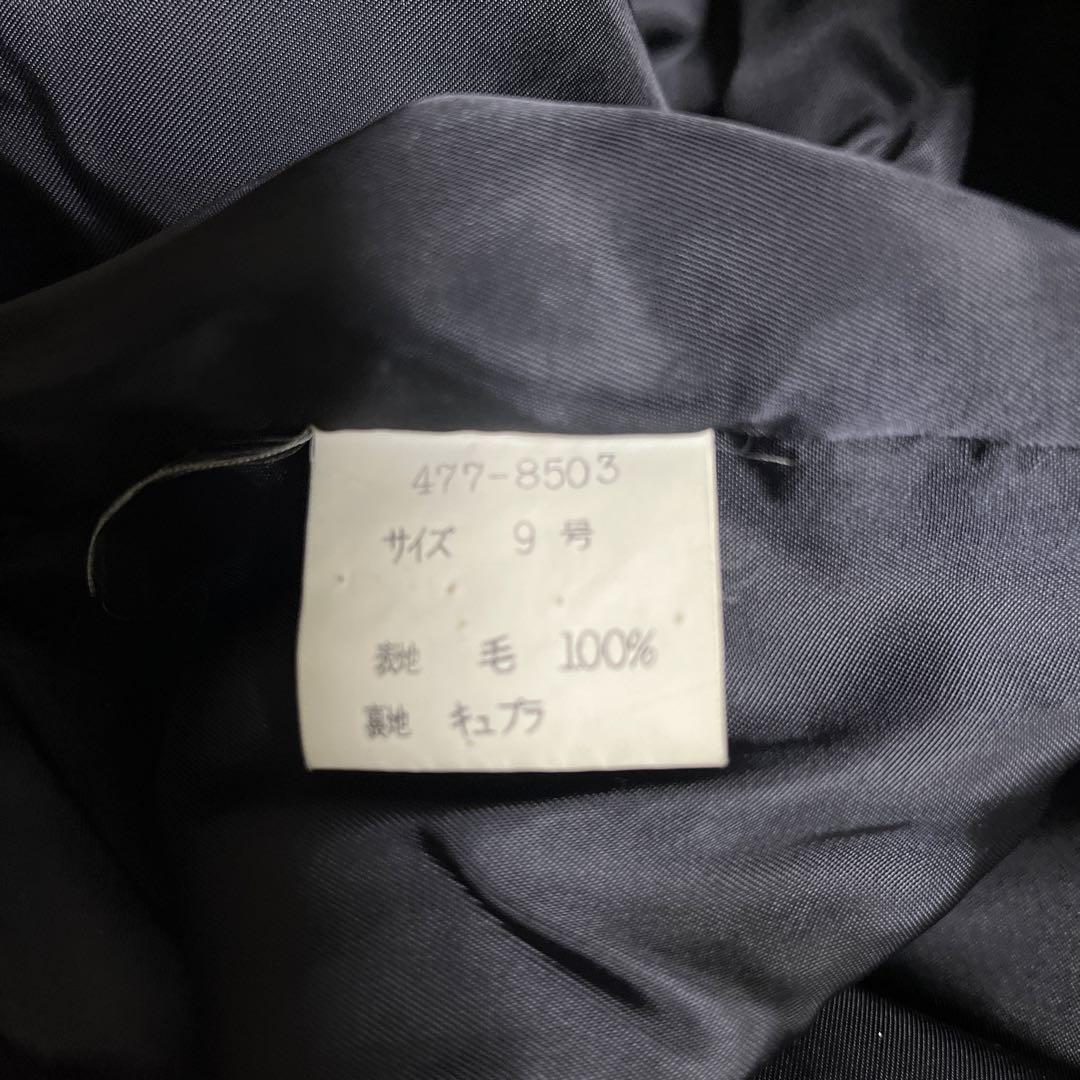 477-8503
サイズ 9号
表地 毛 100%
裏地 キュプラ